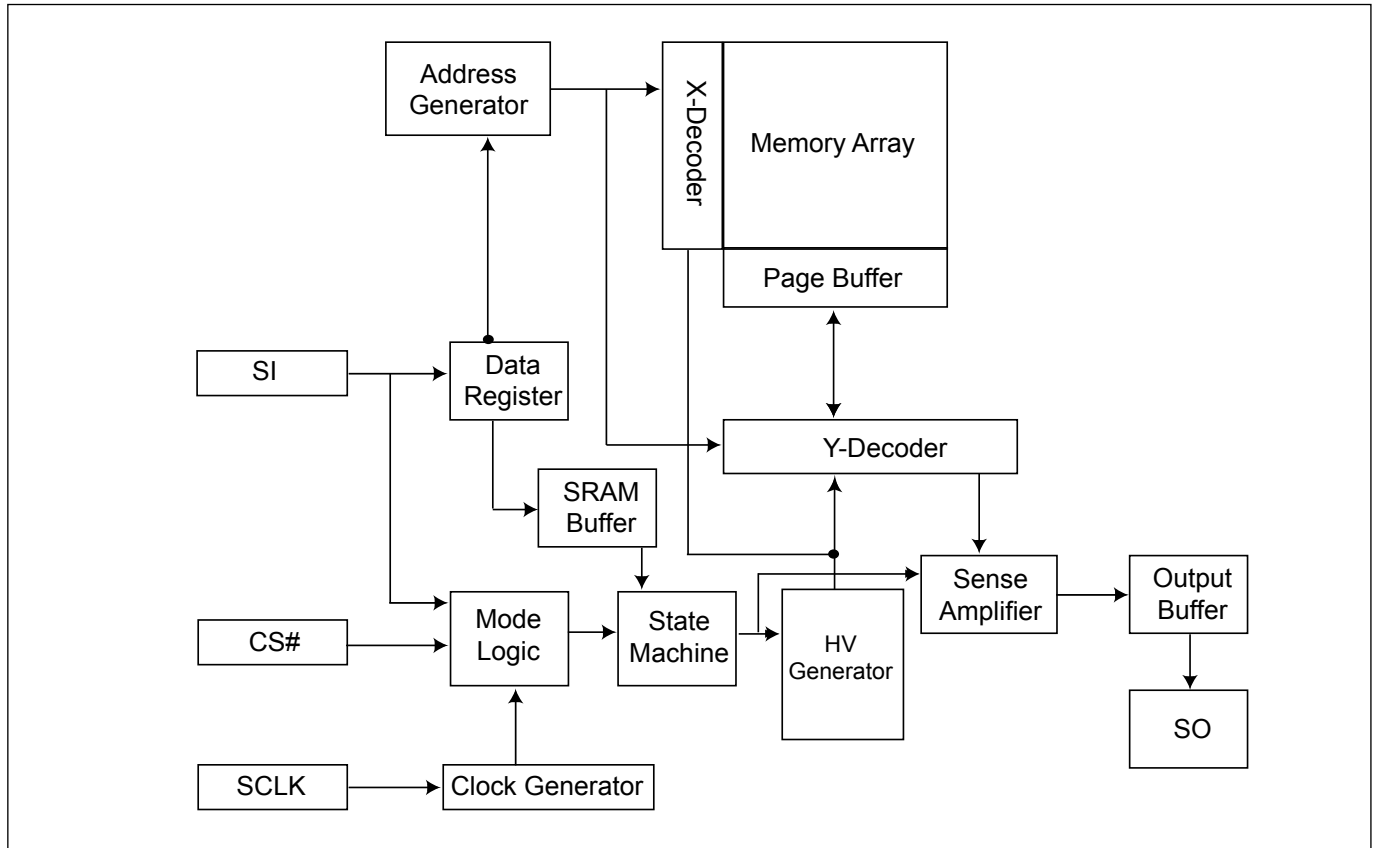 Address
Generator
X-Decoder
Memory Array
Page Buffer
SI
Data
Register
Y-Decoder
SRAM
Buffer
Sense
Amplifier
Output
Buffer
CS#
Mode
Logic
State
Machine
HV
Generator
SO
SCLK
Clock Generator